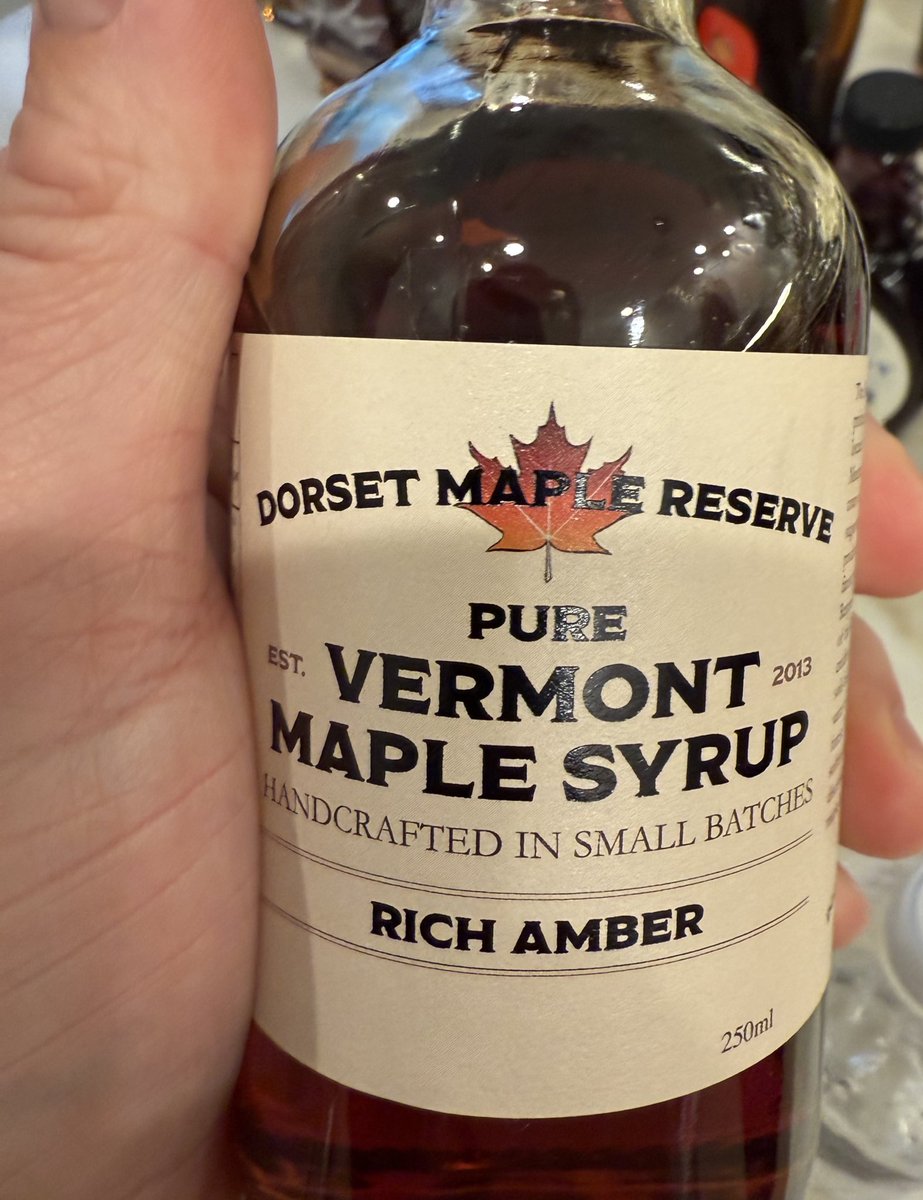 DORSET MAPLE RESERVE
PURE
EST. VERMONT 2013
MAPLE SYRUP
HANDCRAFTED IN SMALL BATCHES
RICH AMBER
250ml